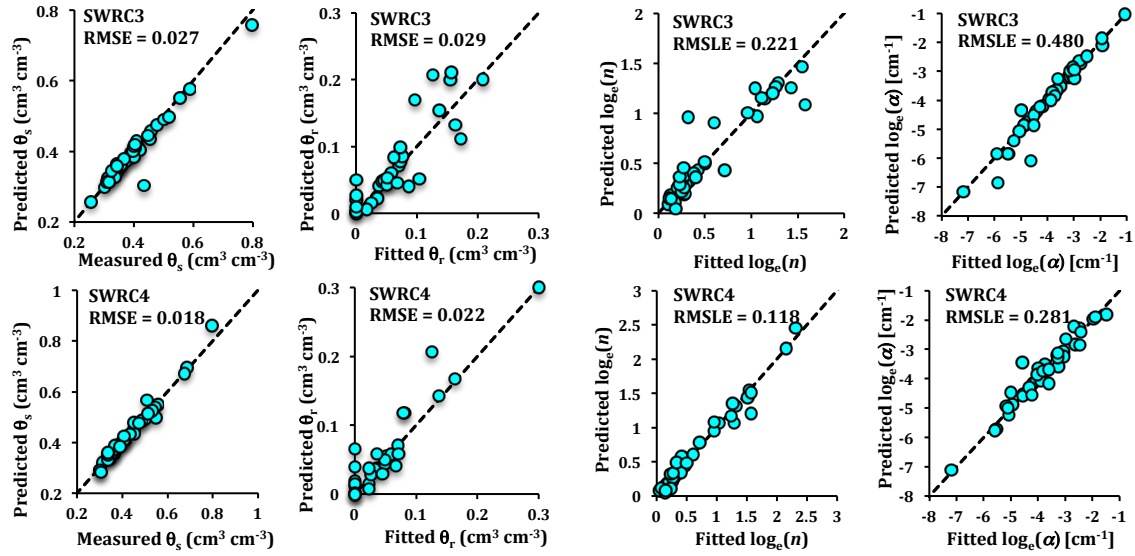 SWRC3
RMSE = 0.027
Predicted θs (cm³ cm⁻³)
0.8
0.6
0.4
0.2
0.2 0.4 0.6 0.8
Measured θs (cm³ cm⁻³)
SWRC3
RMSE = 0.029
Predicted θr (cm³ cm⁻³)
0.3
0.2
0.1
0
0 0.1 0.2 0.3
Fitted θr (cm³ cm⁻³)
SWRC3
RMSLE = 0.221
Predicted logₑ(n)
2
1.5
1
0.5
0
0 0.5 1 1.5 2
Fitted logₑ(n)
SWRC3
RMSLE = 0.480
Predicted logₑ(α) [cm⁻¹]
-1
-2
-3
-4
-5
-6
-7
-8
-8 -7 -6 -5 -4 -3 -2 -1
Fitted logₑ(α) [cm⁻¹]
SWRC4
RMSE = 0.018
Predicted θs (cm³ cm⁻³)
1
0.8
0.6
0.4
0.2
0.2 0.4 0.6 0.8 1
Measured θs (cm³ cm⁻³)
SWRC4
RMSE = 0.022
Predicted θr (cm³ cm⁻³)
0.3
0.2
0.1
0
0 0.1 0.2 0.3
Fitted θr (cm³ cm⁻³)
SWRC4
RMSLE = 0.118
Predicted logₑ(n)
3
2.5
2
1.5
1
0.5
0
0 0.5 1 1.5 2 2.5 3
Fitted logₑ(n)
SWRC4
RMSLE = 0.281
Predicted logₑ(α) [cm⁻¹]
-1
-2
-3
-4
-5
-6
-7
-8
-8 -7 -6 -5 -4 -3 -2 -1
Fitted logₑ(α) [cm⁻¹]